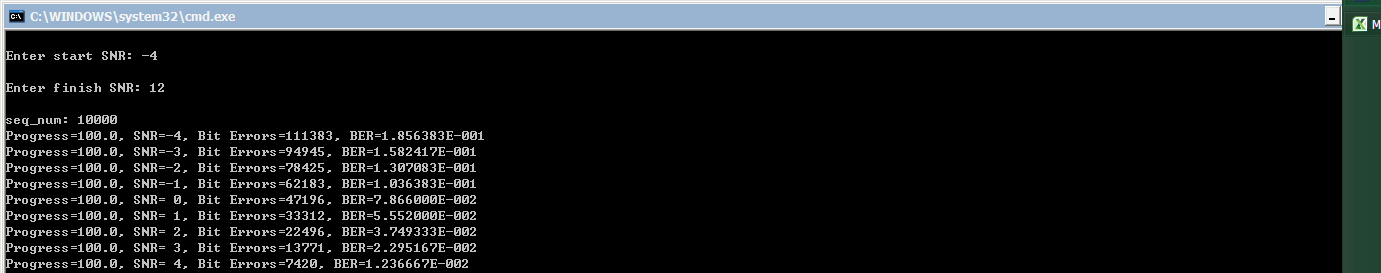 C:\WINDOWS\system32\cmd.exe
M
Enter start SNR: -4
Enter finish SNR: 12
seq_num: 10000
Progress=100.0, SNR=-4, Bit Errors=111383, BER=1.856383E-001
Progress=100.0, SNR=-3, Bit Errors=94945, BER=1.582417E-001
Progress=100.0, SNR=-2, Bit Errors=78425, BER=1.307083E-001
Progress=100.0, SNR=-1, Bit Errors=62183, BER=1.036383E-001
Progress=100.0, SNR= 0, Bit Errors=47196, BER=7.866000E-002
Progress=100.0, SNR= 1, Bit Errors=33312, BER=5.552000E-002
Progress=100.0, SNR= 2, Bit Errors=22496, BER=3.749333E-002
Progress=100.0, SNR= 3, Bit Errors=13771, BER=2.295167E-002
Progress=100.0, SNR= 4, Bit Errors=7420, BER=1.236667E-002